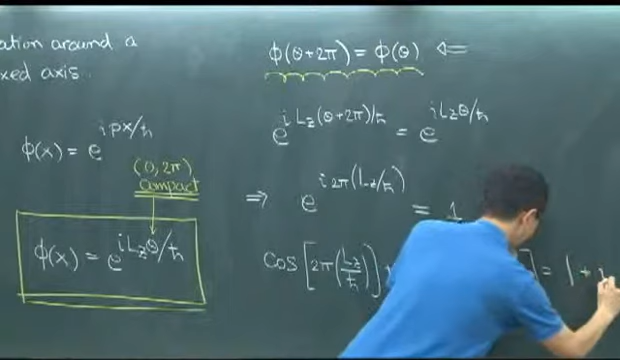 ation around a
xed axis.
ϕ(x) = e^{ipx/ħ}
(0, 2π)
compact
ϕ(x) = e^{iL_zθ/ħ}
ϕ(θ+2π) = ϕ(θ) ⇐
e^{iL_z(θ+2π)/ħ} = e^{iL_zθ/ħ}
⇒ e^{i2π(L_z/ħ)} = 1
Cos[2π(L_z/ħ)] ] = 1 +